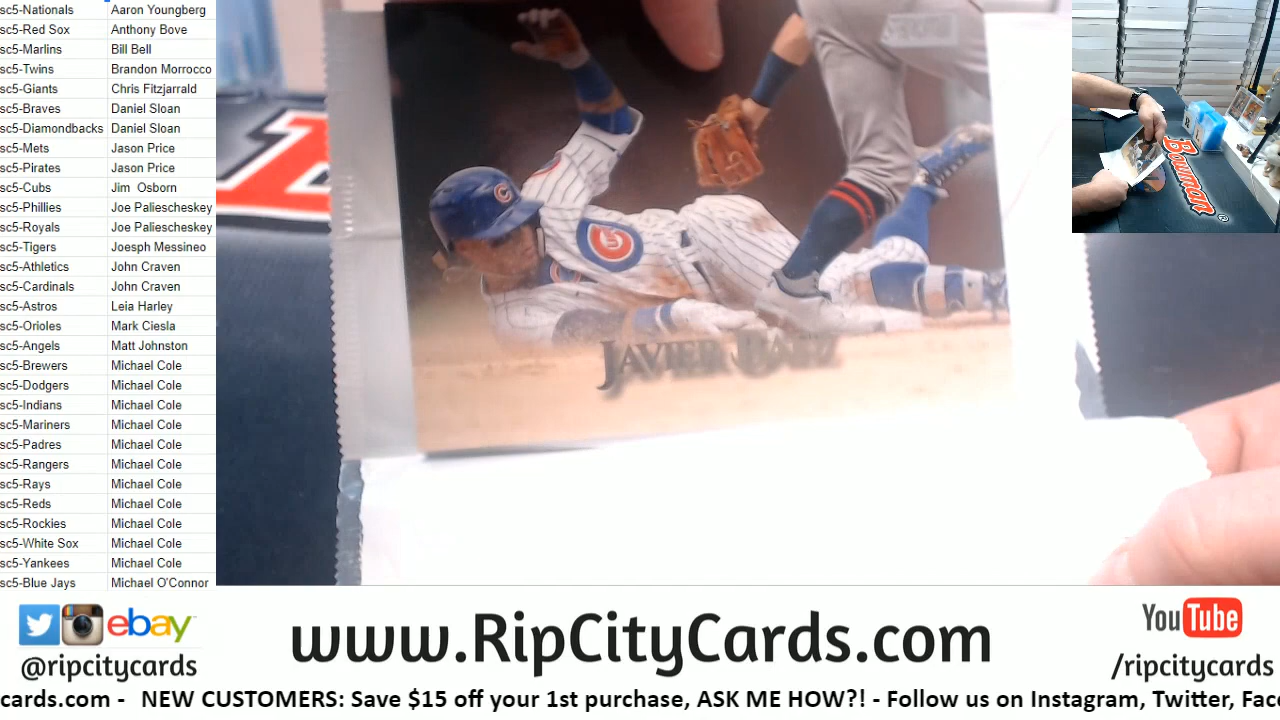 sc5-Nationals Aaron Youngberg
sc5-Red Sox Anthony Bove
sc5-Marlins Bill Bell
sc5-Twins Brandon Morrocco
sc5-Giants Chris Fitzjarrald
sc5-Braves Daniel Sloan
sc5-Diamondbacks Daniel Sloan
sc5-Mets Jason Price
sc5-Pirates Jason Price
sc5-Cubs Jim Osborn
sc5-Phillies Joe Paliescheskey
sc5-Royals Joe Paliescheskey
sc5-Tigers Joesph Messineo
sc5-Athletics John Craven
sc5-Cardinals John Craven
sc5-Astros Leia Harley
sc5-Orioles Mark Ciesla
sc5-Angels Matt Johnston
sc5-Brewers Michael Cole
sc5-Dodgers Michael Cole
sc5-Indians Michael Cole
sc5-Mariners Michael Cole
sc5-Padres Michael Cole
sc5-Rangers Michael Cole
sc5-Rays Michael Cole
sc5-Reds Michael Cole
sc5-Rockies Michael Cole
sc5-White Sox Michael Cole
sc5-Yankees Michael Cole
sc5-Blue Jays Michael O'Connor
JAVIER BAEZ
Bowman
ebay
@ripcitycards
www.RipCityCards.com
YouTube
/ripcitycards
cards.com - NEW CUSTOMERS: Save $15 off your 1st purchase, ASK ME HOW?! - Follow us on Instagram, Twitter, Fac